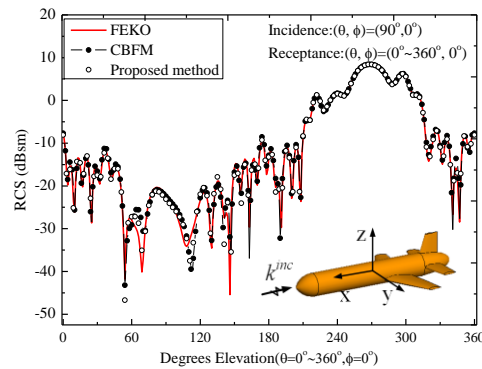 FEKO
CBFM
Proposed method
Incidence:(θ, ϕ)=(90°,0°)
Receptance:(θ, ϕ)=(0°~360°, 0°)
RCS (dBsm)
20
10
0
-10
-20
-30
-40
-50
z
x
y
k^inc
0 60 120 180 240 300 360
Degrees Elevation(θ=0°~360°,ϕ=0°)